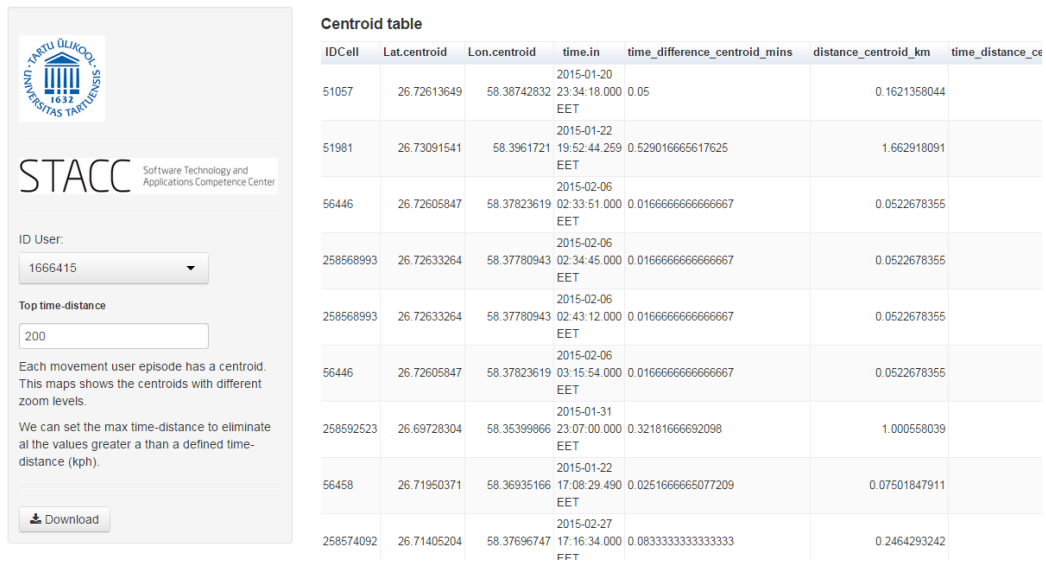 TARTU ÜLIKOOL
UNIVERSITAS TARTUENSIS
1632
STACC
Software Technology and
Applications Competence Center
ID User:
1666415
Top time-distance
200
Each movement user episode has a centroid.
This maps shows the centroids with different
zoom levels.
We can set the max time-distance to eliminate
al the values greater a than a defined time-
distance (kph).
Download
Centroid table
IDCell Lat.centroid Lon.centroid time.in time_difference_centroid_mins distance_centroid_km time_distance_ce
2015-01-20
51057 26.72613649 58.38742832 23:34:18.000 0.05 0.1621358044
EET
2015-01-22
51981 26.73091541 58.3961721 19:52:44.259 0.529016665617625 1.662918091
EET
2015-02-06
56446 26.72605847 58.37823619 02:33:51.000 0.0166666666666667 0.0522678355
EET
2015-02-06
258568993 26.72633264 58.37780943 02:34:45.000 0.0166666666666667 0.0522678355
EET
2015-02-06
258568993 26.72633264 58.37780943 02:43:12.000 0.0166666666666667 0.0522678355
EET
2015-02-06
56446 26.72605847 58.37823619 03:15:54.000 0.0166666666666667 0.0522678355
EET
2015-01-31
258592523 26.69728304 58.35399866 23:07:00.000 0.32181666692098 1.000558039
EET
2015-01-22
56458 26.71950371 58.36935166 17:08:29.490 0.0251666665077209 0.07501847911
EET
2015-02-27
258574092 26.71405204 58.37696747 17:16:34.000 0.0833333333333333 0.2464293242
EET